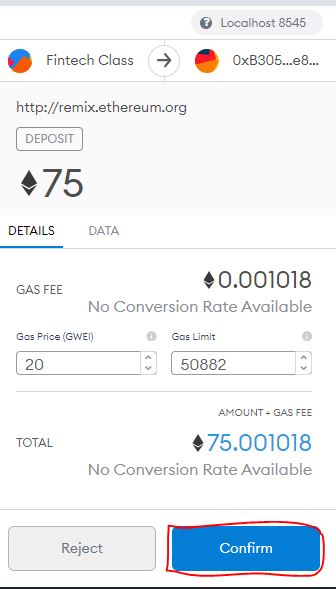 Localhost 8545
Fintech Class
0xB305...e8...
http://remix.ethereum.org
DEPOSIT
75
DETAILS DATA
GAS FEE
0.001018
No Conversion Rate Available
Gas Price (GWEI) Gas Limit
20 50882
AMOUNT + GAS FEE
TOTAL
75.001018
No Conversion Rate Available
Reject Confirm